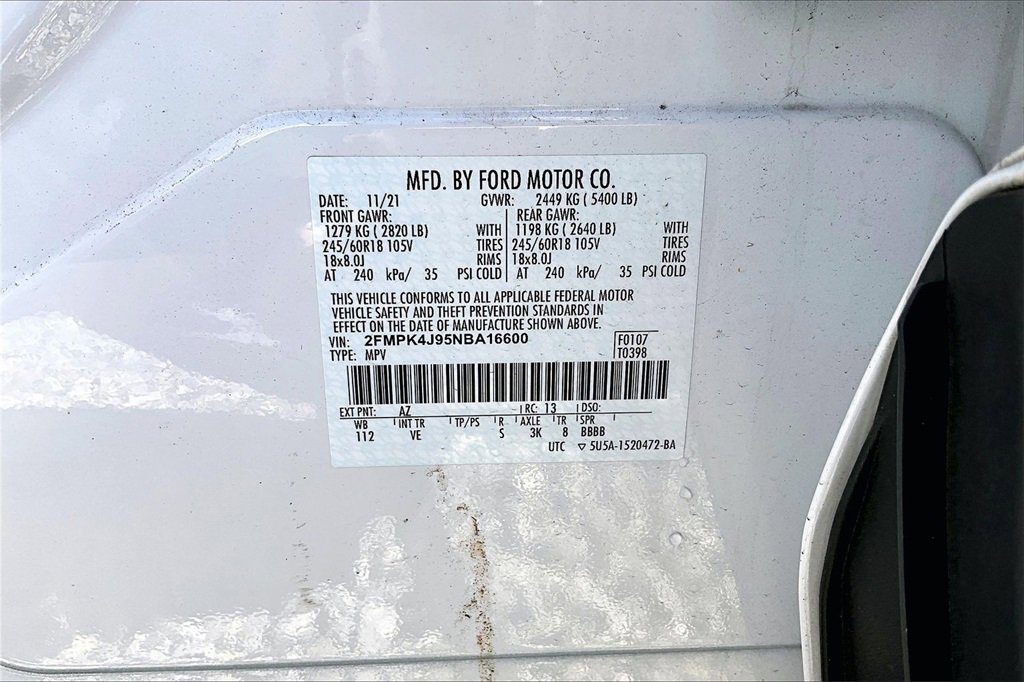 MFD. BY FORD MOTOR CO.
DATE: 11/21 GVWR: 2449 KG ( 5400 LB)
FRONT GAWR: REAR GAWR:
1279 KG ( 2820 LB) WITH 1198 KG ( 2640 LB) WITH
245/60R18 105V TIRES 245/60R18 105V TIRES
18x8.0J RIMS 18x8.0J RIMS
AT 240 kPa/ 35 PSI COLD AT 240 kPa/ 35 PSI COLD
THIS VEHICLE CONFORMS TO ALL APPLICABLE FEDERAL MOTOR
VEHICLE SAFETY AND THEFT PREVENTION STANDARDS IN
EFFECT ON THE DATE OF MANUFACTURE SHOWN ABOVE.
VIN: 2FMPK4J95NBA16600 F0107
TYPE: MPV T0398
EXT PNT: AZ RC: 13 DSO:
WB INT TR TP/PS R AXLE TR SPR
112 VE S 3K 8 BBBB
UTC ▽ 5U5A-1520472-BA